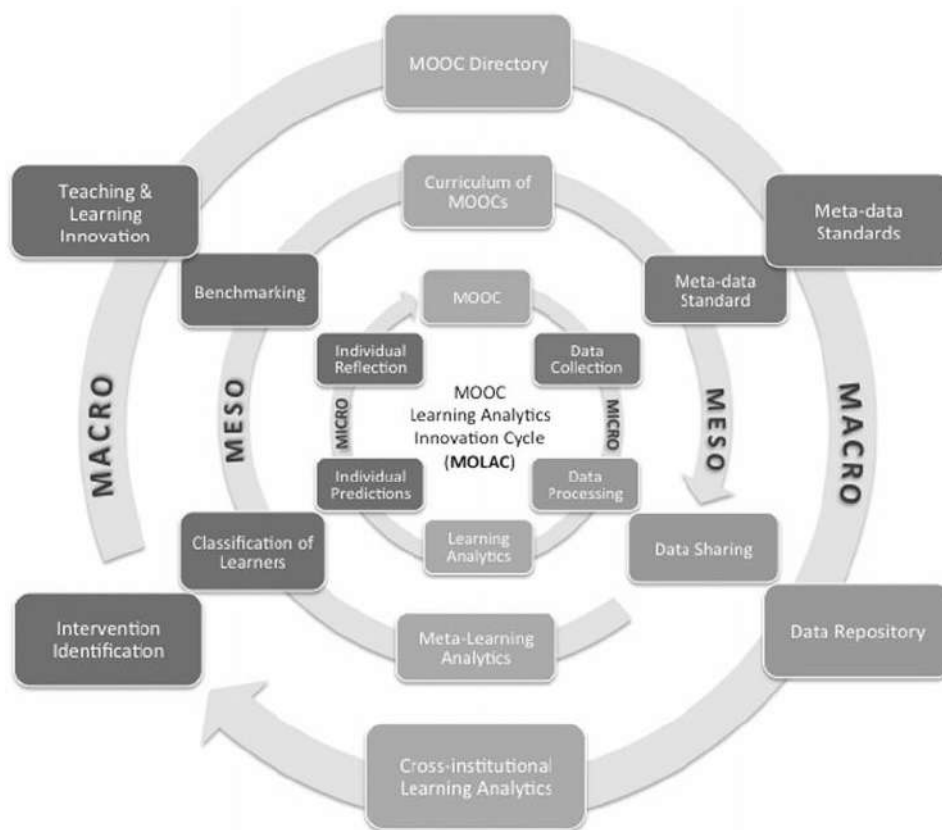 MOOC Directory
Teaching &
Learning
Innovation
Curriculum of
MOOCs
Meta-data
Standards
Benchmarking
MOOC
Meta-data
Standard
Individual
Reflection
Data
Collection
MACRO
MESO
MICRO
MOOC
Learning Analytics
Innovation Cycle
(MOLAC)
MICRO
MESO
MACRO
Individual
Predictions
Data
Processing
Classification of
Learners
Learning
Analytics
Data Sharing
Intervention
Identification
Meta-Learning
Analytics
Data Repository
Cross-institutional
Learning Analytics